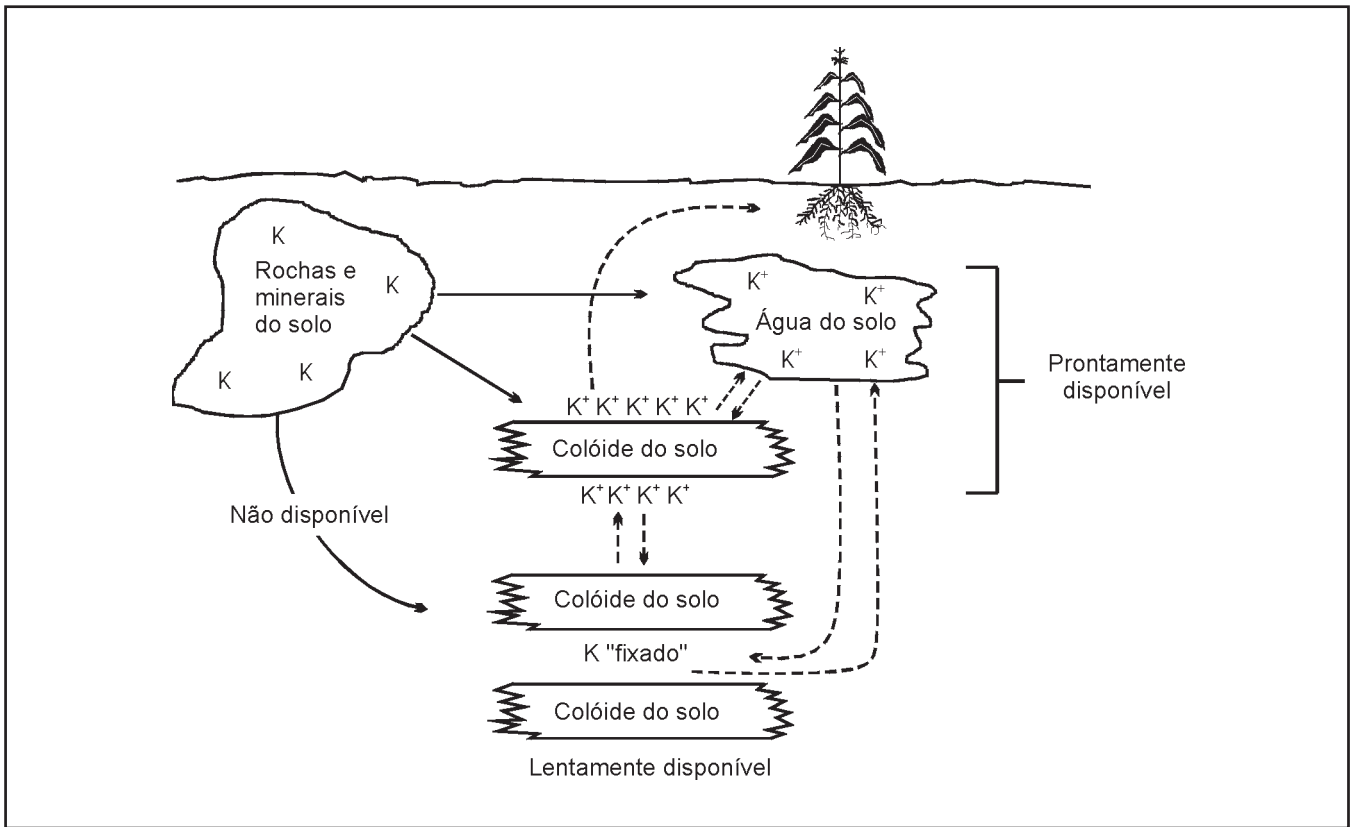 K
Rochas e
minerais
do solo
K
K
K
K⁺
K⁺
Água do solo
K⁺
K⁺
Prontamente
disponível
K⁺ K⁺ K⁺ K⁺ K⁺
Colóide do solo
K⁺ K⁺ K⁺ K⁺
Não disponível
Colóide do solo
K "fixado"
Colóide do solo
Lentamente disponível